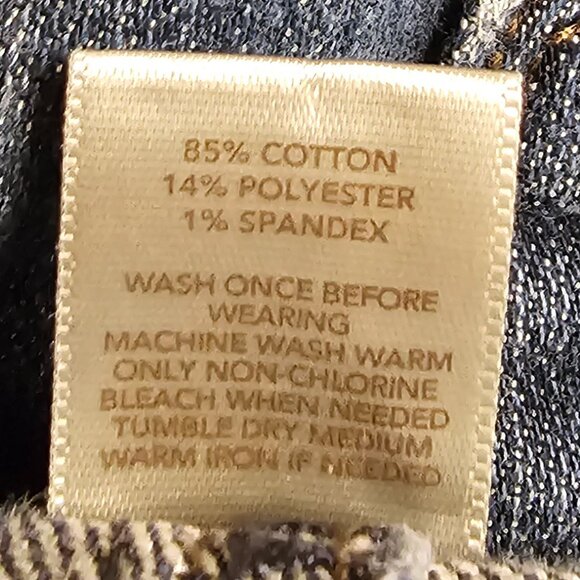 85% COTTON
14% POLYESTER
1% SPANDEX
WASH ONCE BEFORE
WEARING
MACHINE WASH WARM
ONLY NON-CHLORINE
BLEACH WHEN NEEDED
TUMBLE DRY MEDIUM
WARM IRON IF NEEDED